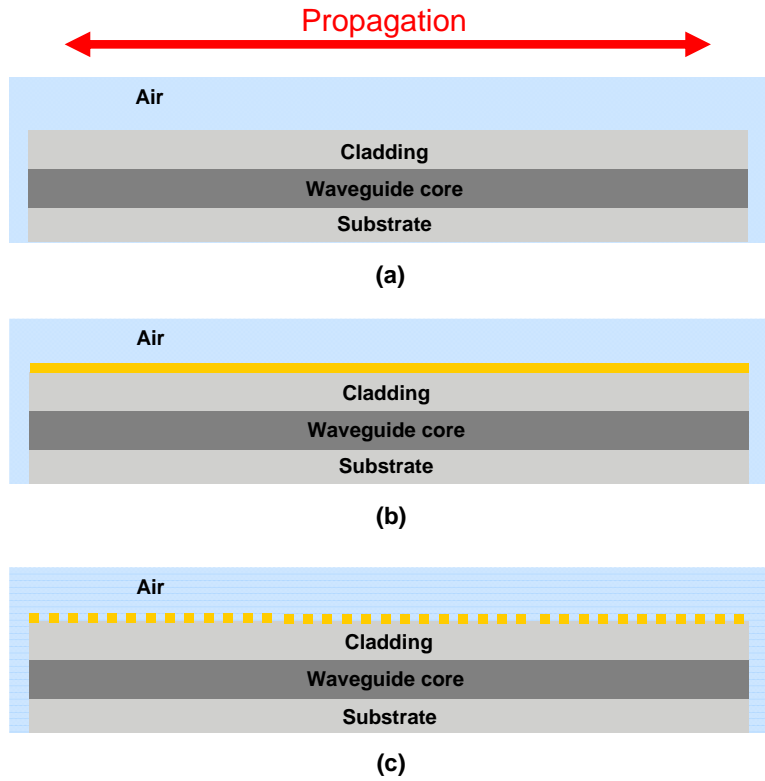 Propagation
Air
Cladding
Waveguide core
Substrate
(a)
Air
Cladding
Waveguide core
Substrate
(b)
Air
Cladding
Waveguide core
Substrate
(c)